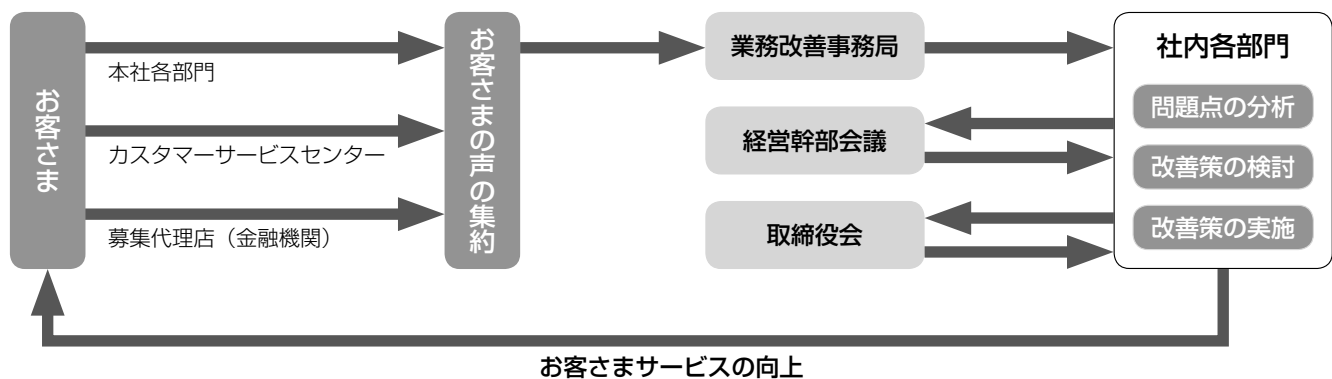 お客さま
本社各部門
カスタマーサービスセンター
募集代理店（金融機関）
お客さまの声の集約
業務改善事務局
経営幹部会議
取締役会
社内各部門
問題点の分析
改善策の検討
改善策の実施
お客さまサービスの向上